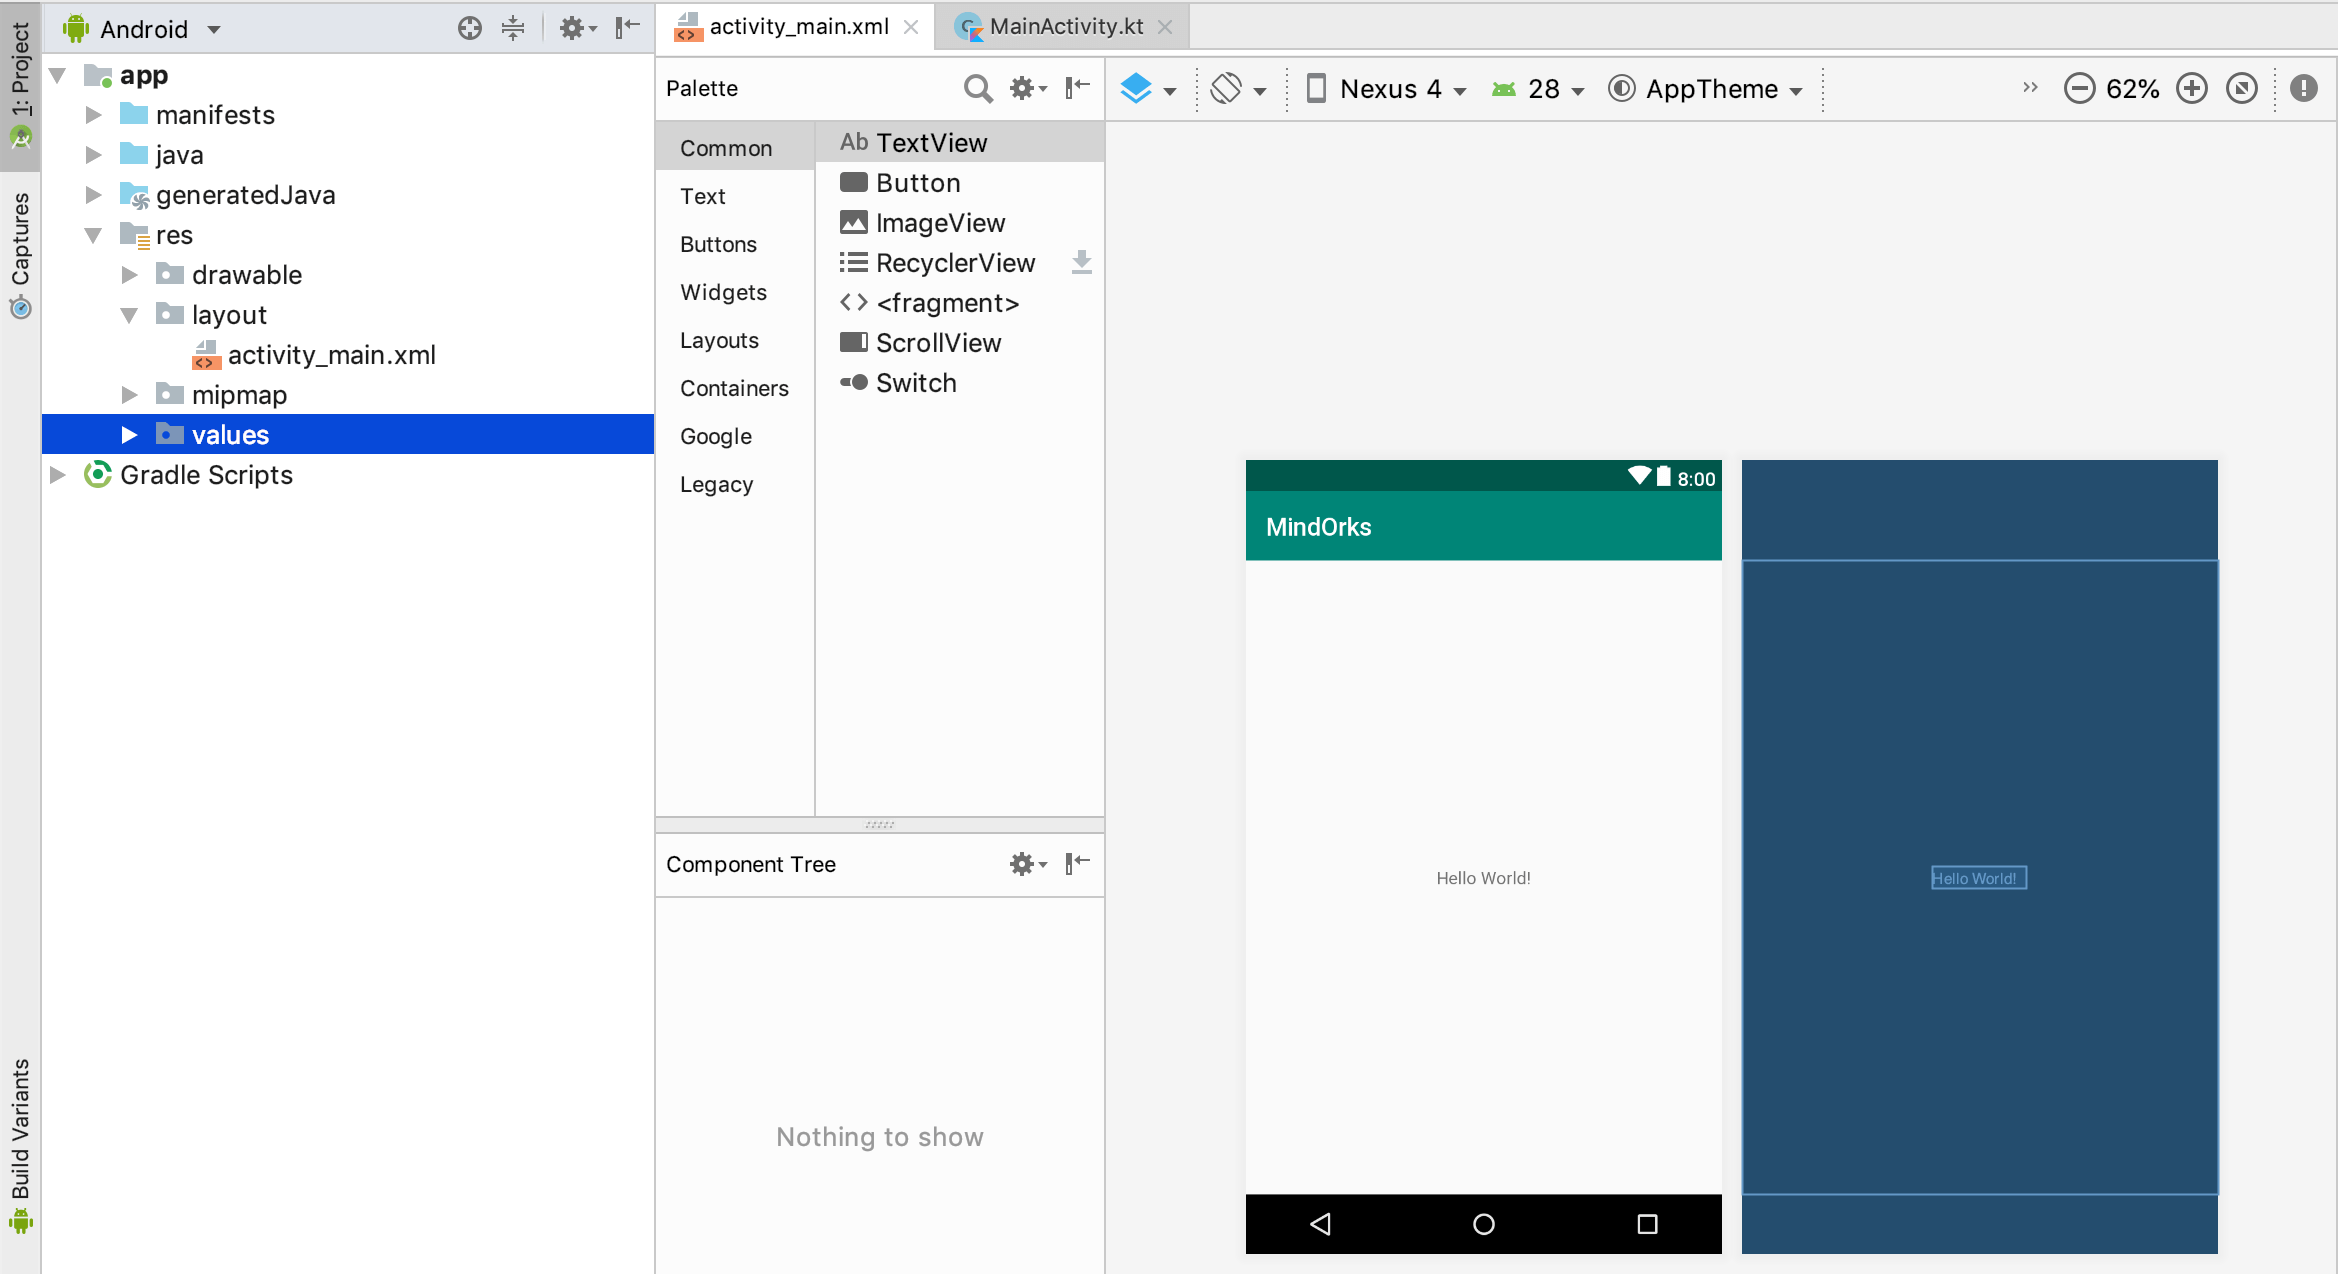 1: Project
Captures
Build Variants
Android
app
manifests
java
generatedJava
res
drawable
layout
activity_main.xml
mipmap
values
Gradle Scripts
activity_main.xml
MainActivity.kt
Palette
Common
Text
Buttons
Widgets
Layouts
Containers
Google
Legacy
Ab TextView
Button
ImageView
RecyclerView
<fragment>
ScrollView
Switch
Component Tree
Nothing to show
Nexus 4
28
AppTheme
62%
8:00
MindOrks
Hello World!
Hello World!